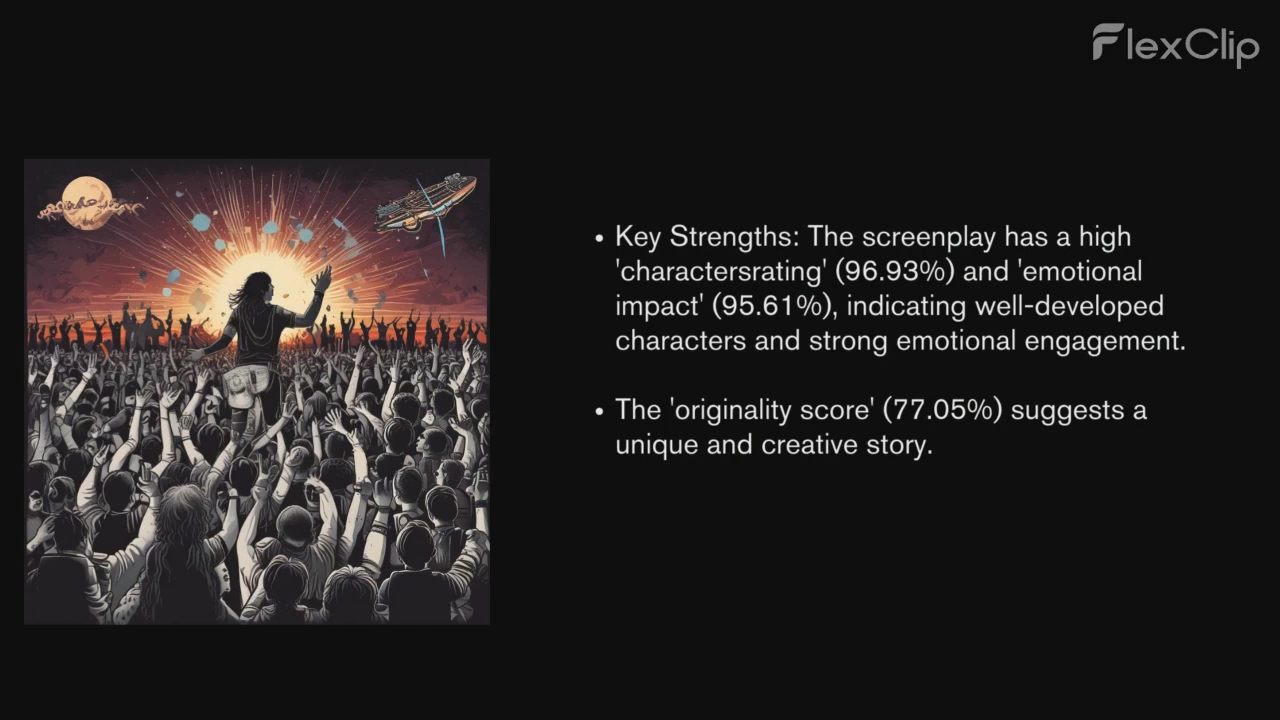 FlexClip
• Key Strengths: The screenplay has a high
'charactersrating' (96.93%) and 'emotional
impact' (95.61%), indicating well-developed
characters and strong emotional engagement.
• The 'originality score' (77.05%) suggests a
unique and creative story.